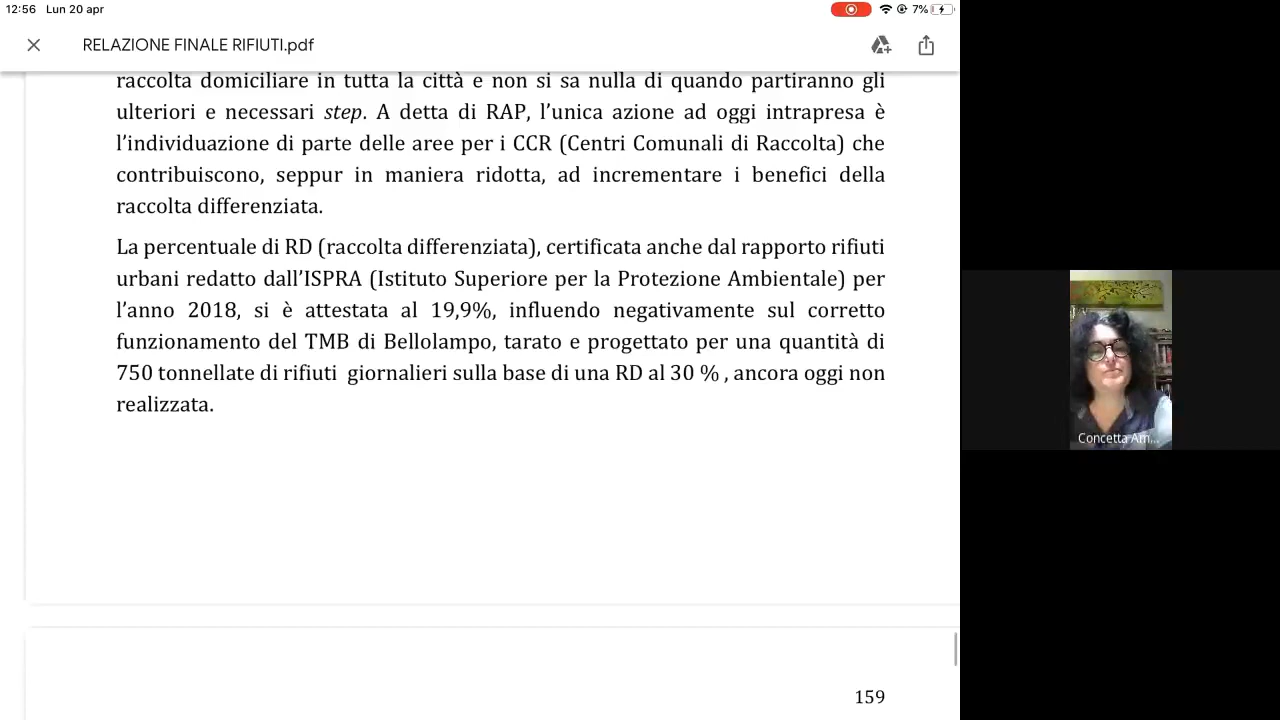 12:56 Lun 20 apr 7%
RELAZIONE FINALE RIFIUTI.pdf
raccolta domiciliare in tutta la città e non si sa nulla di quando partiranno gli
ulteriori e necessari step. A detta di RAP, l’unica azione ad oggi intrapresa è
l’individuazione di parte delle aree per i CCR (Centri Comunali di Raccolta) che
contribuiscono, seppur in maniera ridotta, ad incrementare i benefici della
raccolta differenziata.
La percentuale di RD (raccolta differenziata), certificata anche dal rapporto rifiuti
urbani redatto dall’ISPRA (Istituto Superiore per la Protezione Ambientale) per
l’anno 2018, si è attestata al 19,9%, influendo negativamente sul corretto
funzionamento del TMB di Bellolampo, tarato e progettato per una quantità di
750 tonnellate di rifiuti giornalieri sulla base di una RD al 30 % , ancora oggi non
realizzata.
159
Concetta Am...